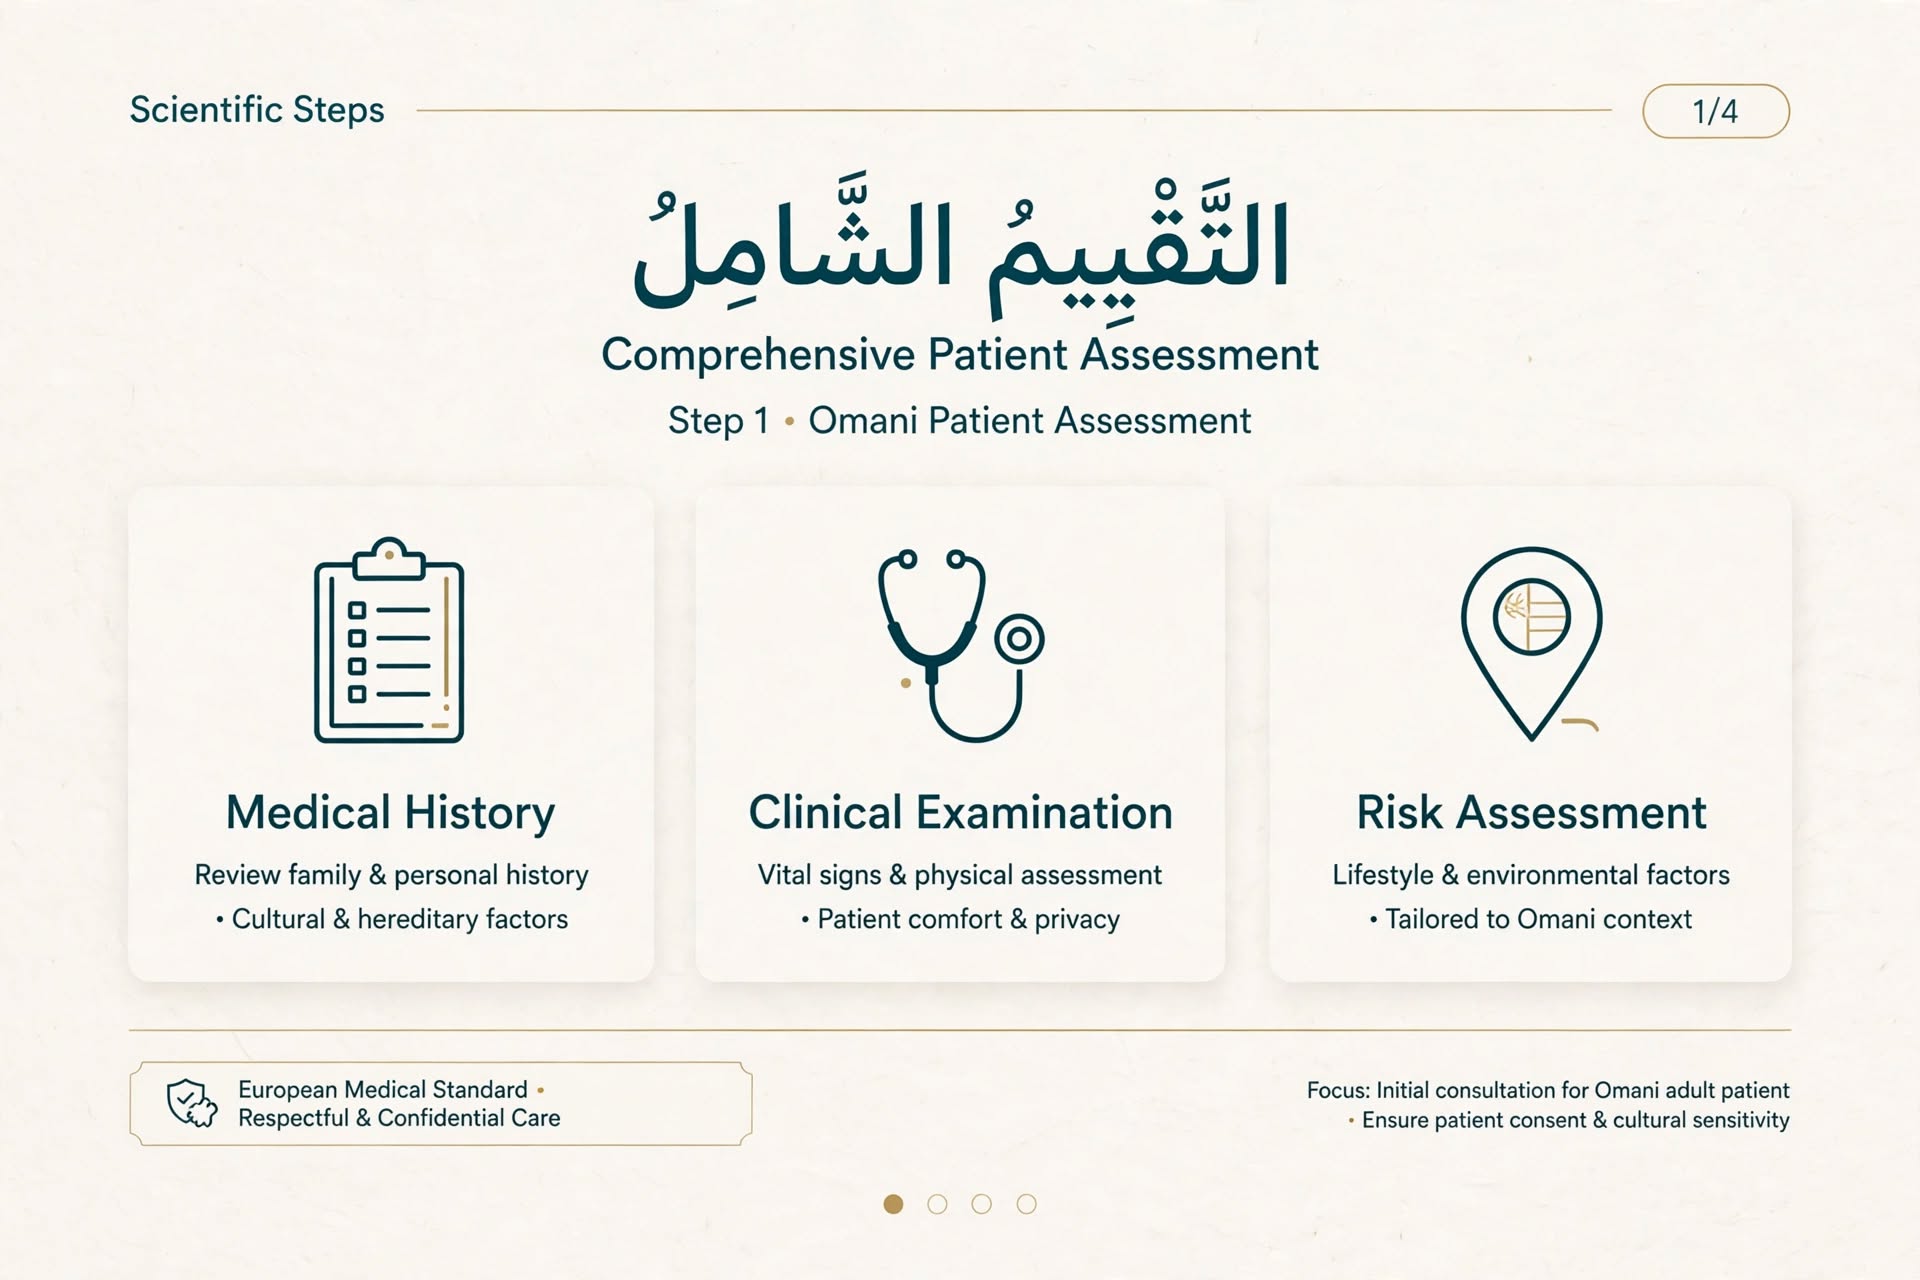 Scientific Steps
1/4
التَّقْيِيمُ الشَّامِلُ
Comprehensive Patient Assessment
Step 1 • Omani Patient Assessment
Medical History
Review family & personal history
• Cultural & hereditary factors
Clinical Examination
Vital signs & physical assessment
• Patient comfort & privacy
Risk Assessment
Lifestyle & environmental factors
• Tailored to Omani context
European Medical Standard •
Respectful & Confidential Care
Focus: Initial consultation for Omani adult patient
• Ensure patient consent & cultural sensitivity